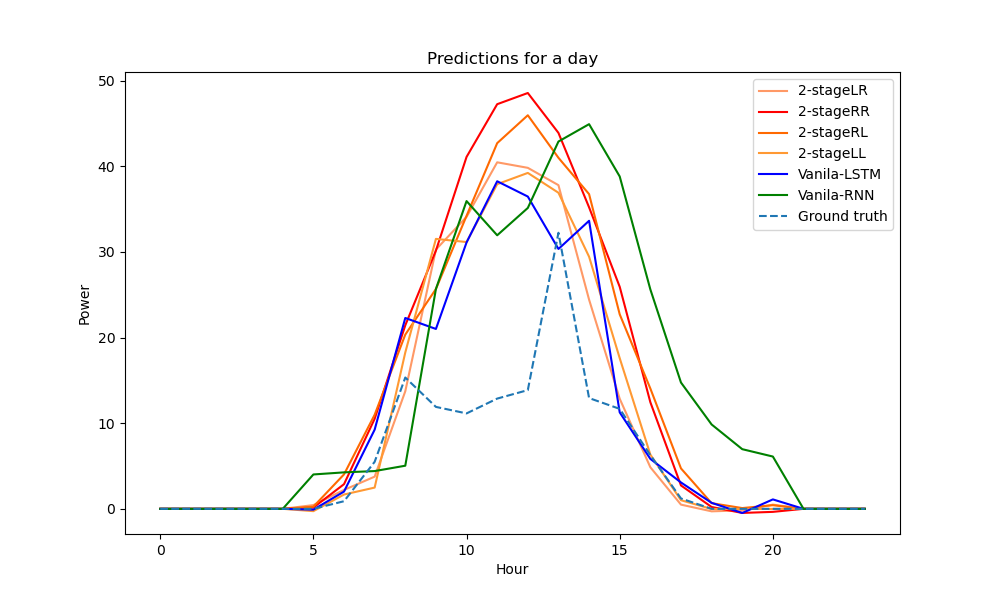 Predictions for a day
50
40
30
20
10
0
Power
0 5 10 15 20
Hour
2-stageLR
2-stageRR
2-stageRL
2-stageLL
Vanila-LSTM
Vanila-RNN
Ground truth